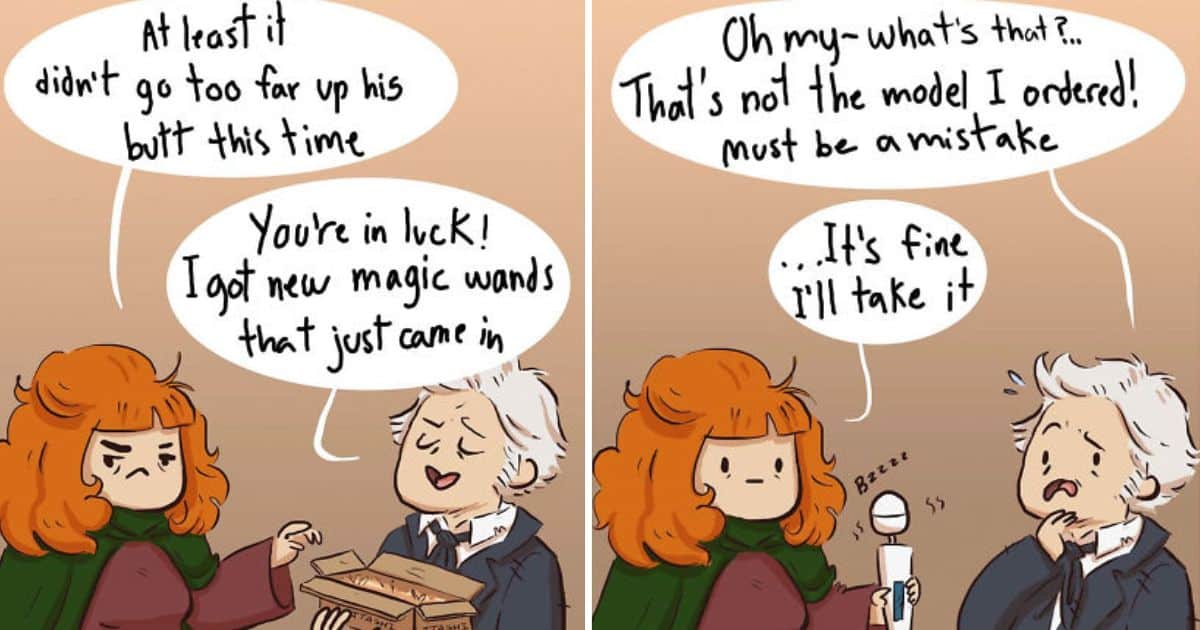 At least it
didn't go too far up his
butt this time
You're in luck!
I got new magic wands
that just came in
Oh my~ what's that?...
That's not the model I ordered!
must be a mistake
...It's fine
I'll take it
Bzzzz